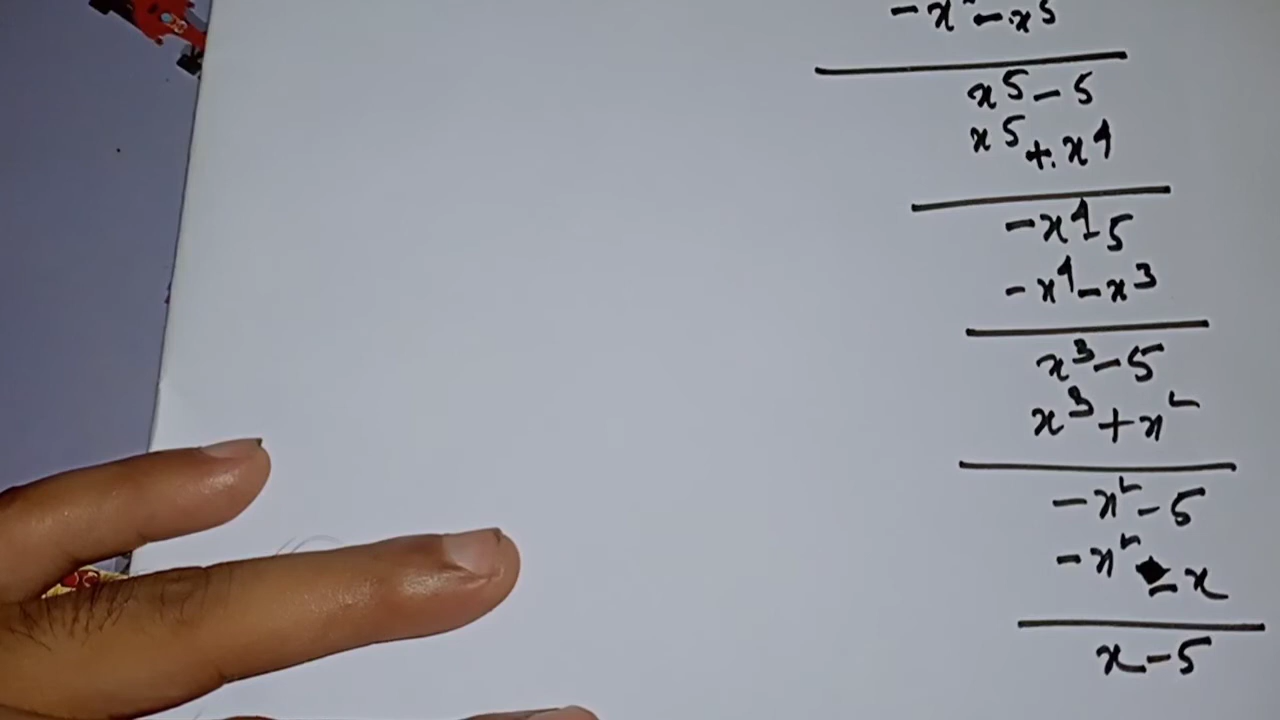 x⁵ - 5
x⁵ + x⁴
-x⁴ - 5
-x⁴ - x³
x³ - 5
x³ + x²
-x² - 5
-x² - x
x - 5